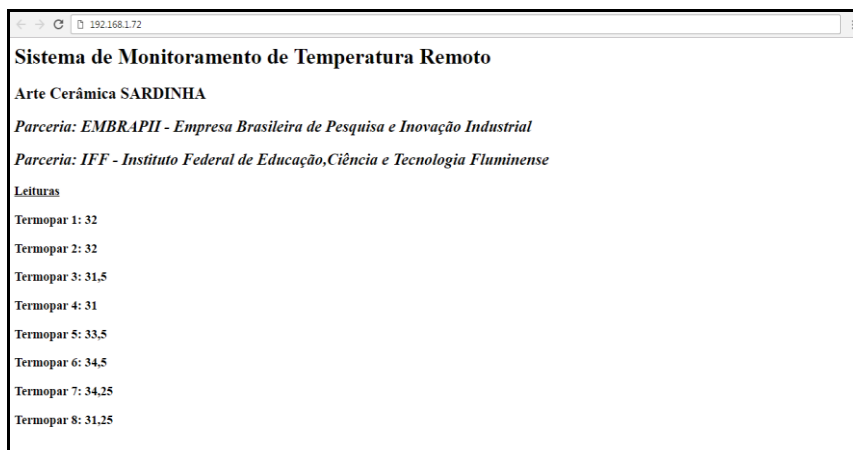 192.168.1.72
Sistema de Monitoramento de Temperatura Remoto
Arte Cerâmica SARDINHA
Parceria: EMBRAPII - Empresa Brasileira de Pesquisa e Inovação Industrial
Parceria: IFF - Instituto Federal de Educação,Ciência e Tecnologia Fluminense
Leituras
Termopar 1: 32
Termopar 2: 32
Termopar 3: 31,5
Termopar 4: 31
Termopar 5: 33,5
Termopar 6: 34,5
Termopar 7: 34,25
Termopar 8: 31,25